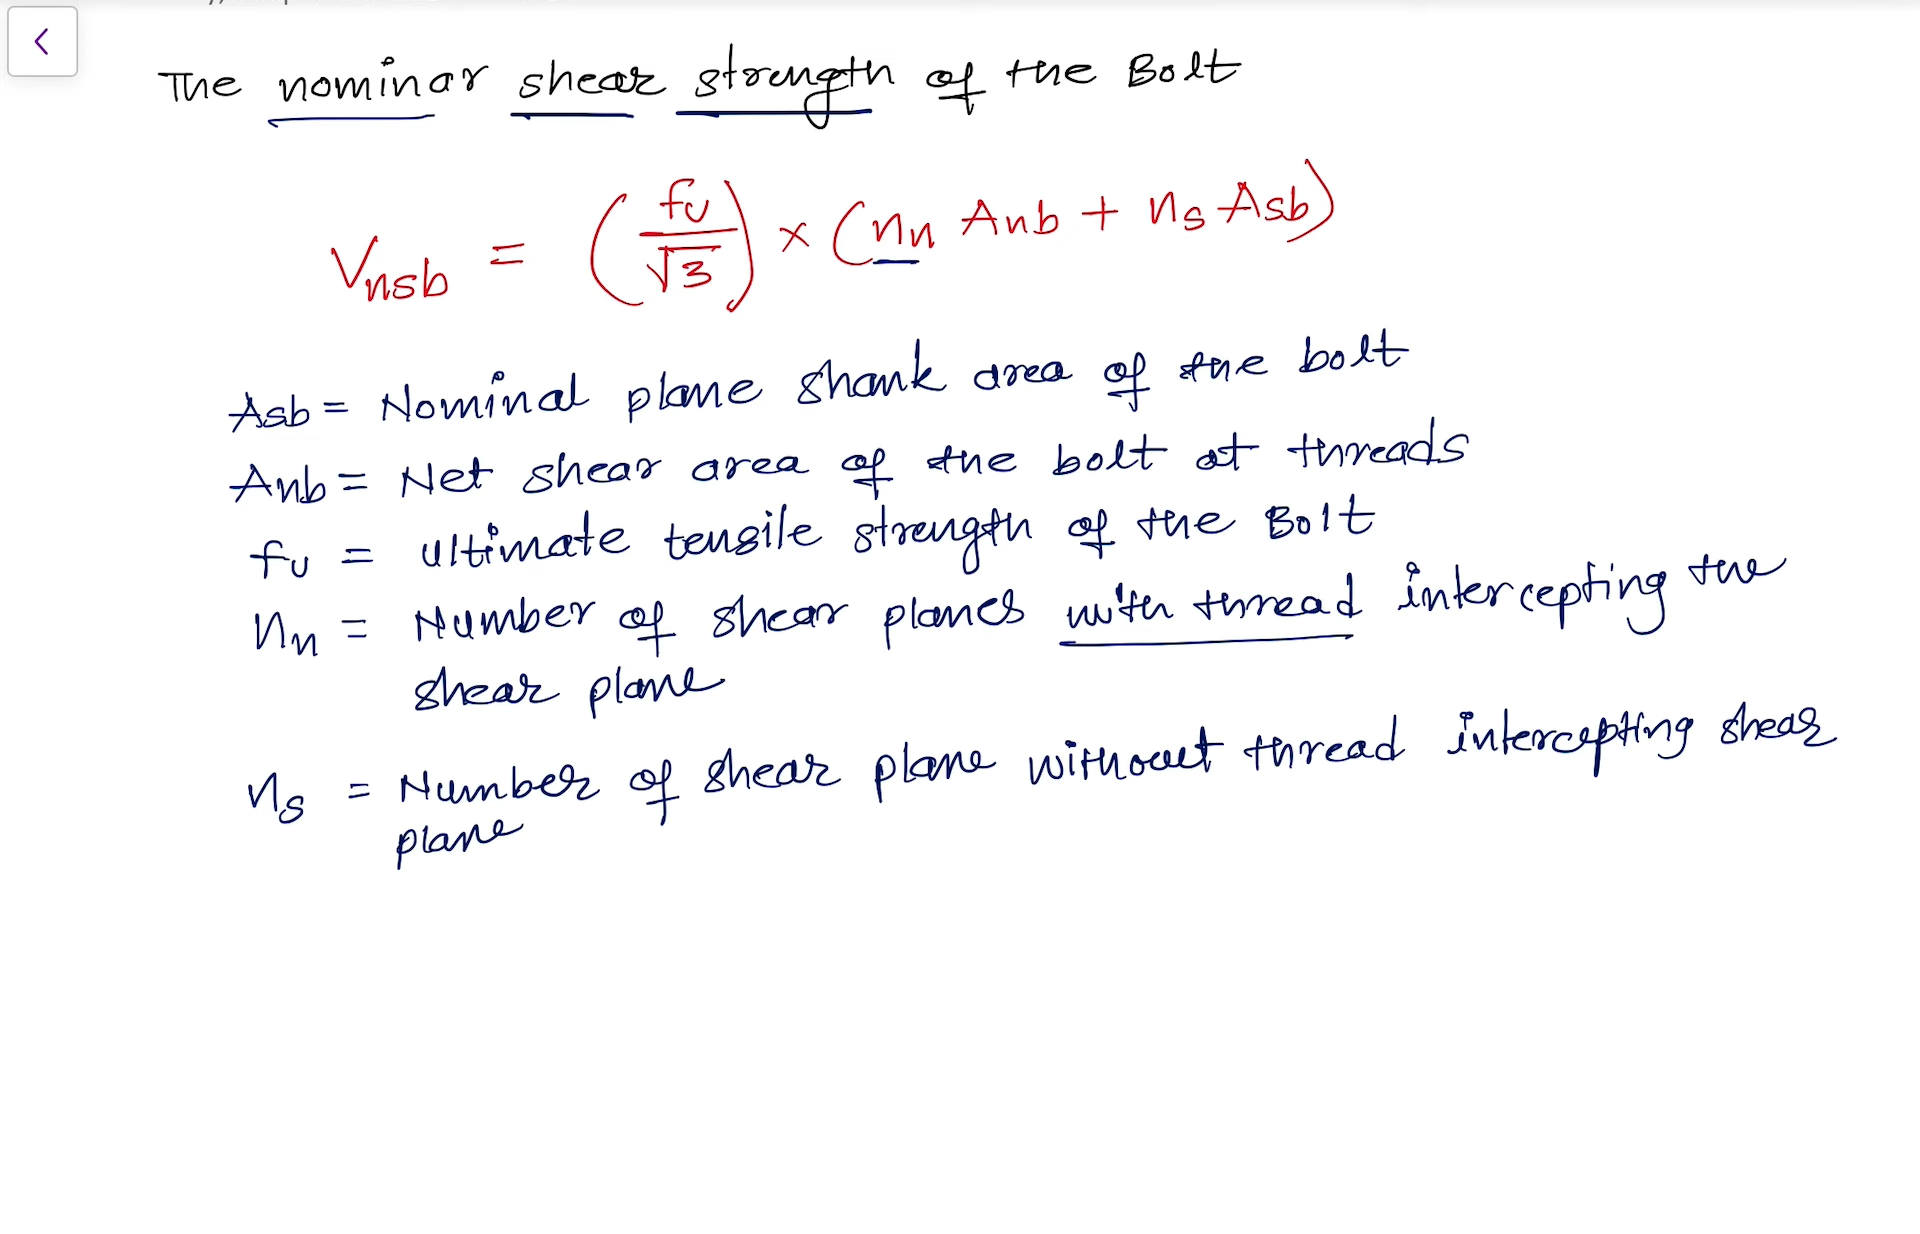 The nominar shear strength of the Bolt
Vnsb = (fu/√3) × (nn Anb + ns Asb)
Asb = Nominal plane shank area of the bolt
Anb = Net shear area of the bolt at threads
fu = ultimate tensile strength of the Bolt
nn = Number of shear planes with thread intercepting the
shear plane
ns = Number of shear plane without thread intercepting shear
plane